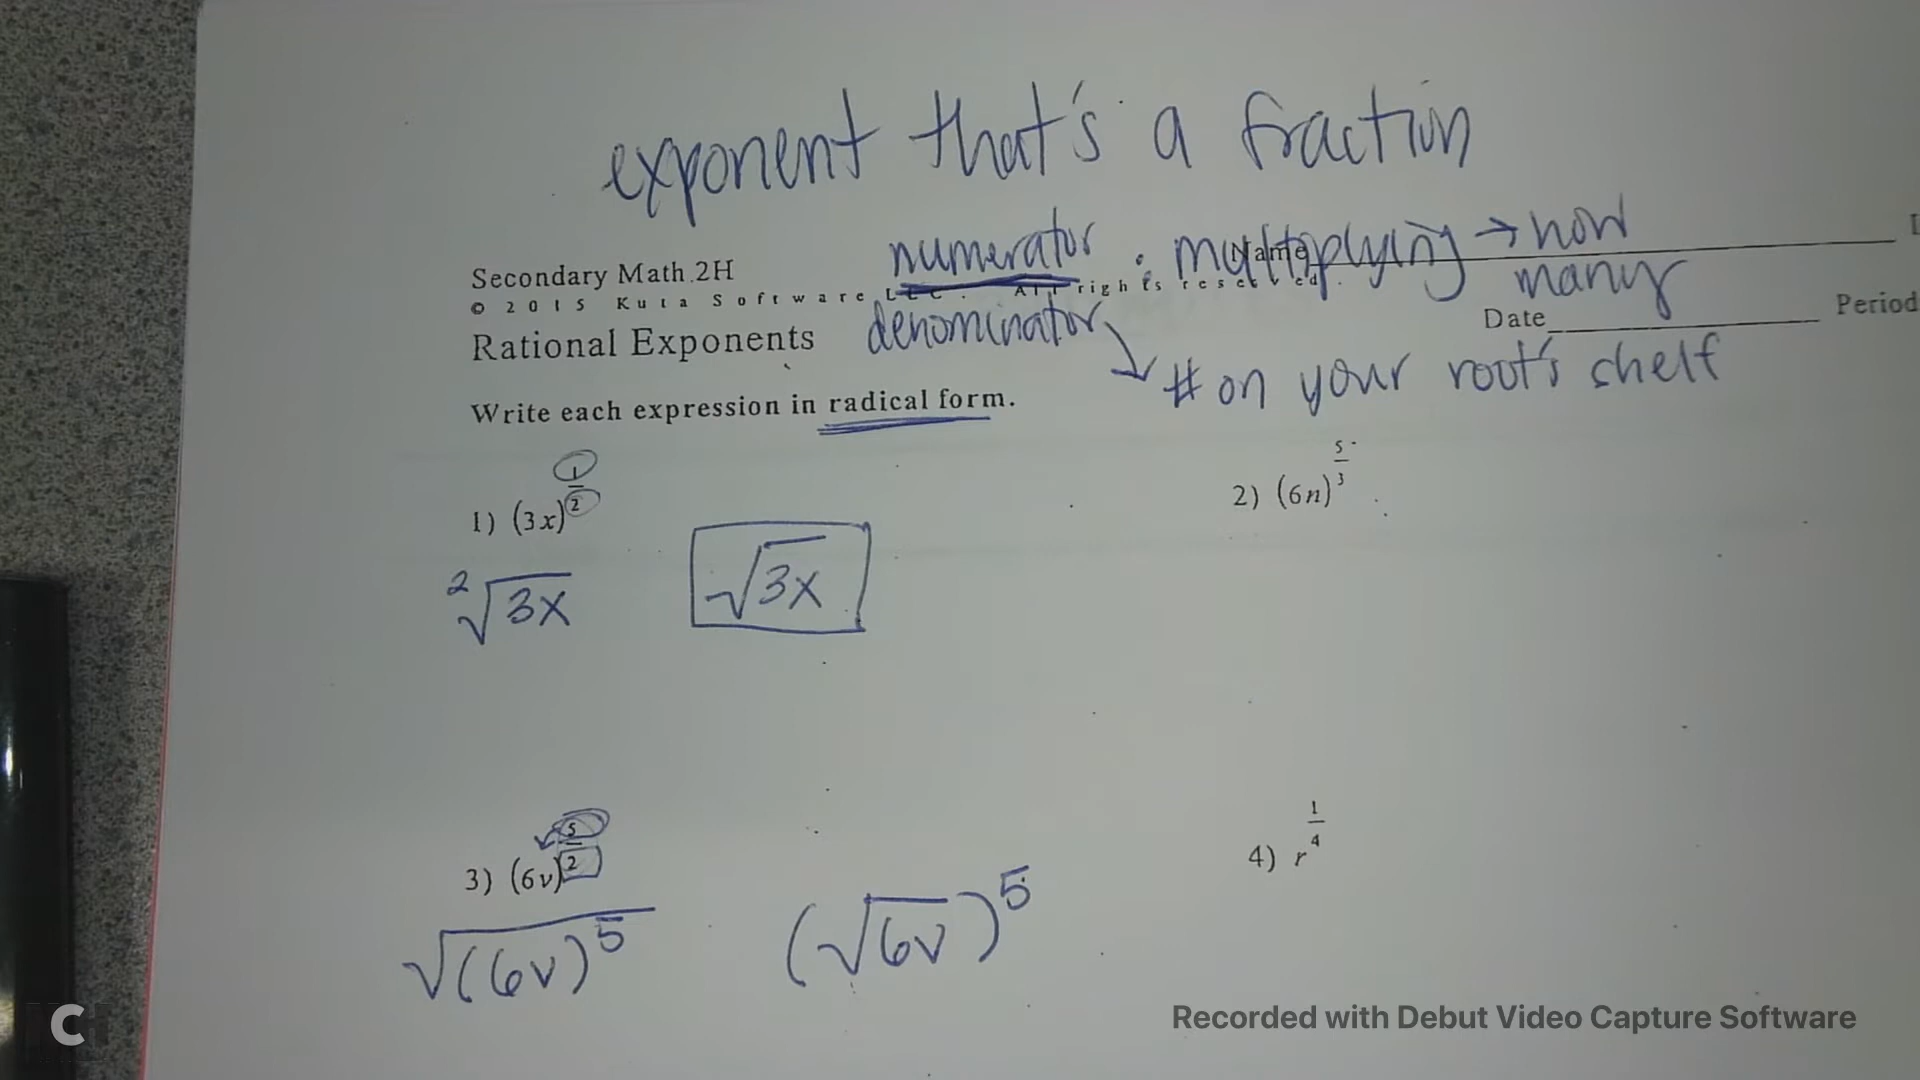 exponent that's a fraction
numerator : multiplying → how many
Secondary Math 2H
Name
© 2015 Kuta Software LLC. All rights reserved.
denominator
Date Period
Rational Exponents
# on your root's shelf
Write each expression in radical form.
1) (3x)^(1/2)
2) (6n)^(5/3)
²√3x
√3x
3) (6v)^(5/2)
4) r^(1/4)
√(6v)⁵
(√6v)⁵
C
Recorded with Debut Video Capture Software